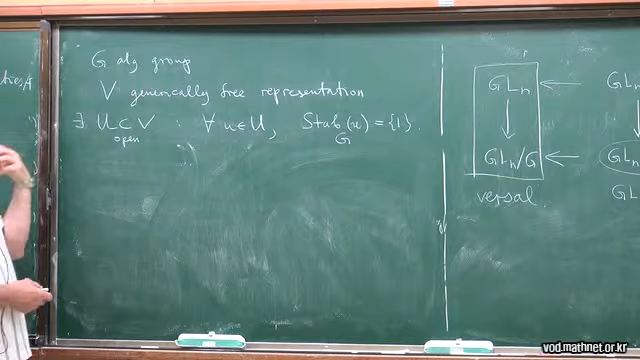 G alg group
V generically free representation
∃ U ⊂ V : ∀ u ∈ U, Stab (u) = {1}.
open G
GLn ← GLn
↓
GLn/G ← GLn
versal. GL
vod.mathnet.or.kr